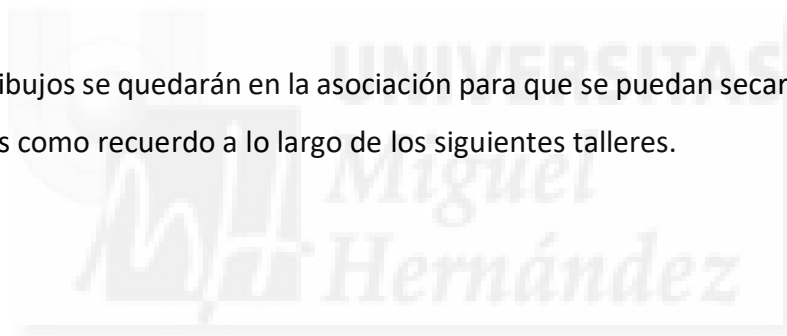 UNIVERSITAS
ibujos se quedarán en la asociación para que se puedan secar
s como recuerdo a lo largo de los siguientes talleres.
Miguel
Hernández